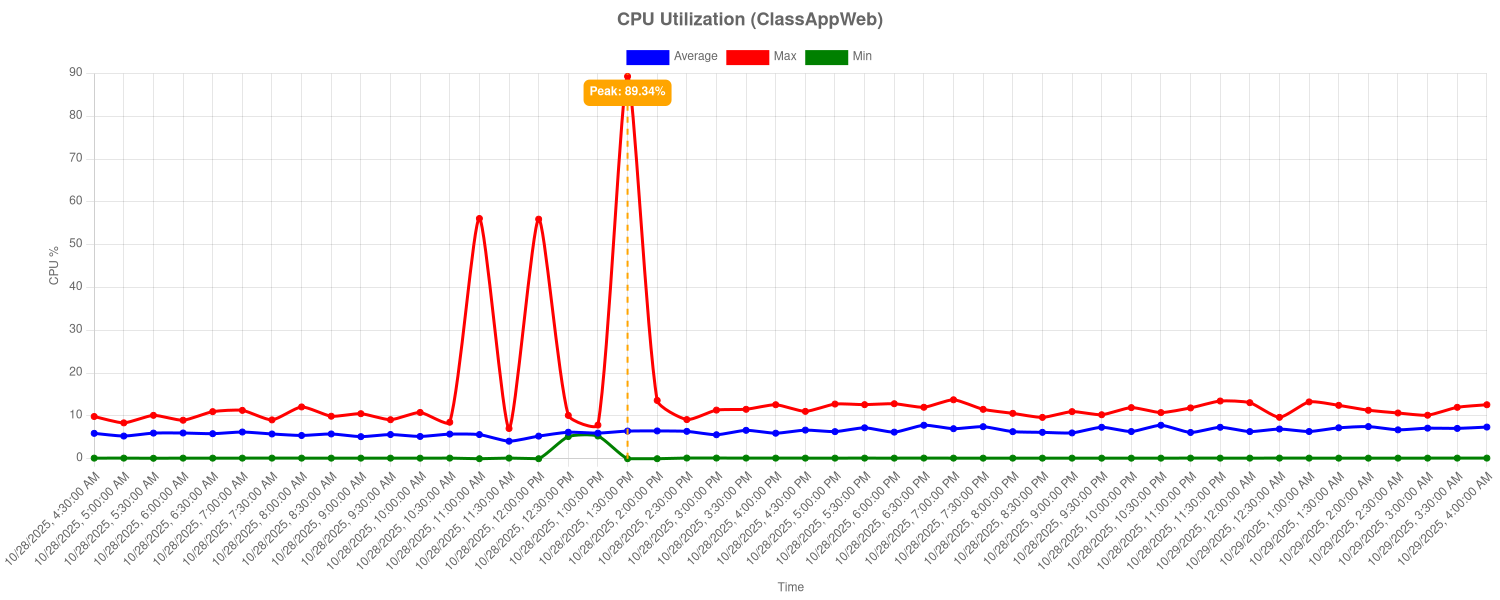 CPU Utilization (ClassAppWeb)
Average Max Min
90
Peak: 89.34%
80
70
60
50
40
30
20
10
0
CPU %
10/28/2025, 4:30:00 AM
10/28/2025, 5:00:00 AM
10/28/2025, 5:30:00 AM
10/28/2025, 6:00:00 AM
10/28/2025, 6:30:00 AM
10/28/2025, 7:00:00 AM
10/28/2025, 7:30:00 AM
10/28/2025, 8:00:00 AM
10/28/2025, 8:30:00 AM
10/28/2025, 9:00:00 AM
10/28/2025, 9:30:00 AM
10/28/2025, 10:00:00 AM
10/28/2025, 10:30:00 AM
10/28/2025, 11:00:00 AM
10/28/2025, 11:30:00 AM
10/28/2025, 12:00:00 PM
10/28/2025, 12:30:00 PM
10/28/2025, 1:00:00 PM
10/28/2025, 1:30:00 PM
10/28/2025, 2:00:00 PM
10/28/2025, 2:30:00 PM
10/28/2025, 3:00:00 PM
10/28/2025, 3:30:00 PM
10/28/2025, 4:00:00 PM
10/28/2025, 4:30:00 PM
10/28/2025, 5:00:00 PM
10/28/2025, 5:30:00 PM
10/28/2025, 6:00:00 PM
10/28/2025, 6:30:00 PM
10/28/2025, 7:00:00 PM
10/28/2025, 7:30:00 PM
10/28/2025, 8:00:00 PM
10/28/2025, 8:30:00 PM
10/28/2025, 9:00:00 PM
10/28/2025, 9:30:00 PM
10/28/2025, 10:00:00 PM
10/28/2025, 10:30:00 PM
10/28/2025, 11:00:00 PM
10/28/2025, 11:30:00 PM
10/29/2025, 12:00:00 AM
10/29/2025, 12:30:00 AM
10/29/2025, 1:00:00 AM
10/29/2025, 1:30:00 AM
10/29/2025, 2:00:00 AM
10/29/2025, 2:30:00 AM
10/29/2025, 3:00:00 AM
10/29/2025, 3:30:00 AM
10/29/2025, 4:00:00 AM
Time